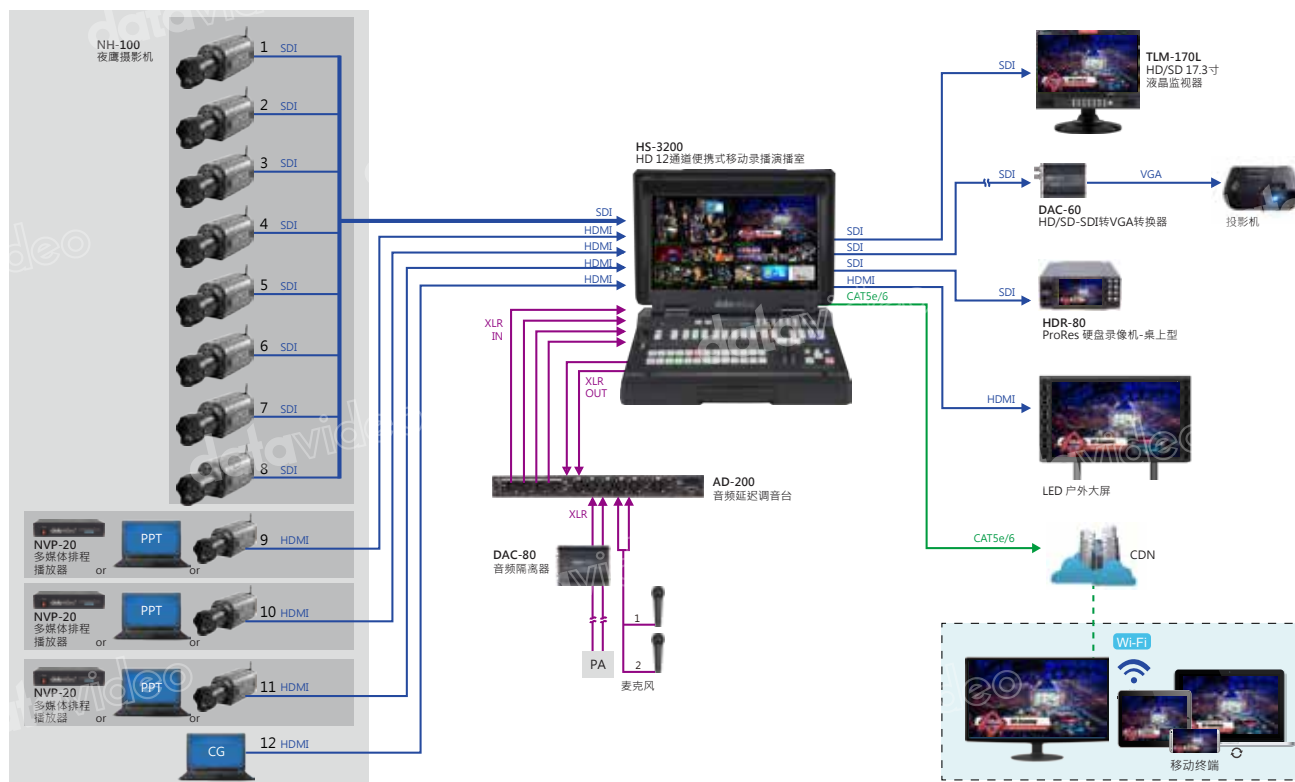 NH-100
夜鹰摄影机
1 SDI
2 SDI
3 SDI
4 SDI
5 SDI
6 SDI
7 SDI
8 SDI
NVP-20
多媒体排程
播放器 or
PPT
or
9 HDMI
NVP-20
多媒体排程
播放器 or
PPT
or
10 HDMI
NVP-20
多媒体排程
播放器 or
PPT
or
11 HDMI
CG
12 HDMI
HS-3200
HD 12通道便携式移动录播演播室
SDI
HDMI
HDMI
HDMI
HDMI
XLR
IN
XLR
OUT
SDI
SDI
SDI
HDMI
CAT5e/6
AD-200
音频延迟调音台
XLR
DAC-80
音频隔离器
PA
1
2
麦克风
SDI
TLM-170L
HD/SD 17.3寸
液晶监视器
SDI
DAC-60
HD/SD-SDI转VGA转换器
VGA
投影机
SDI
HDR-80
ProRes 硬盘录像机-桌上型
HDMI
LED 户外大屏
CAT5e/6
CDN
Wi-Fi
移动终端
datavideo
datavideo
datavideo
datavideo
datavideo
datavideo
datavideo